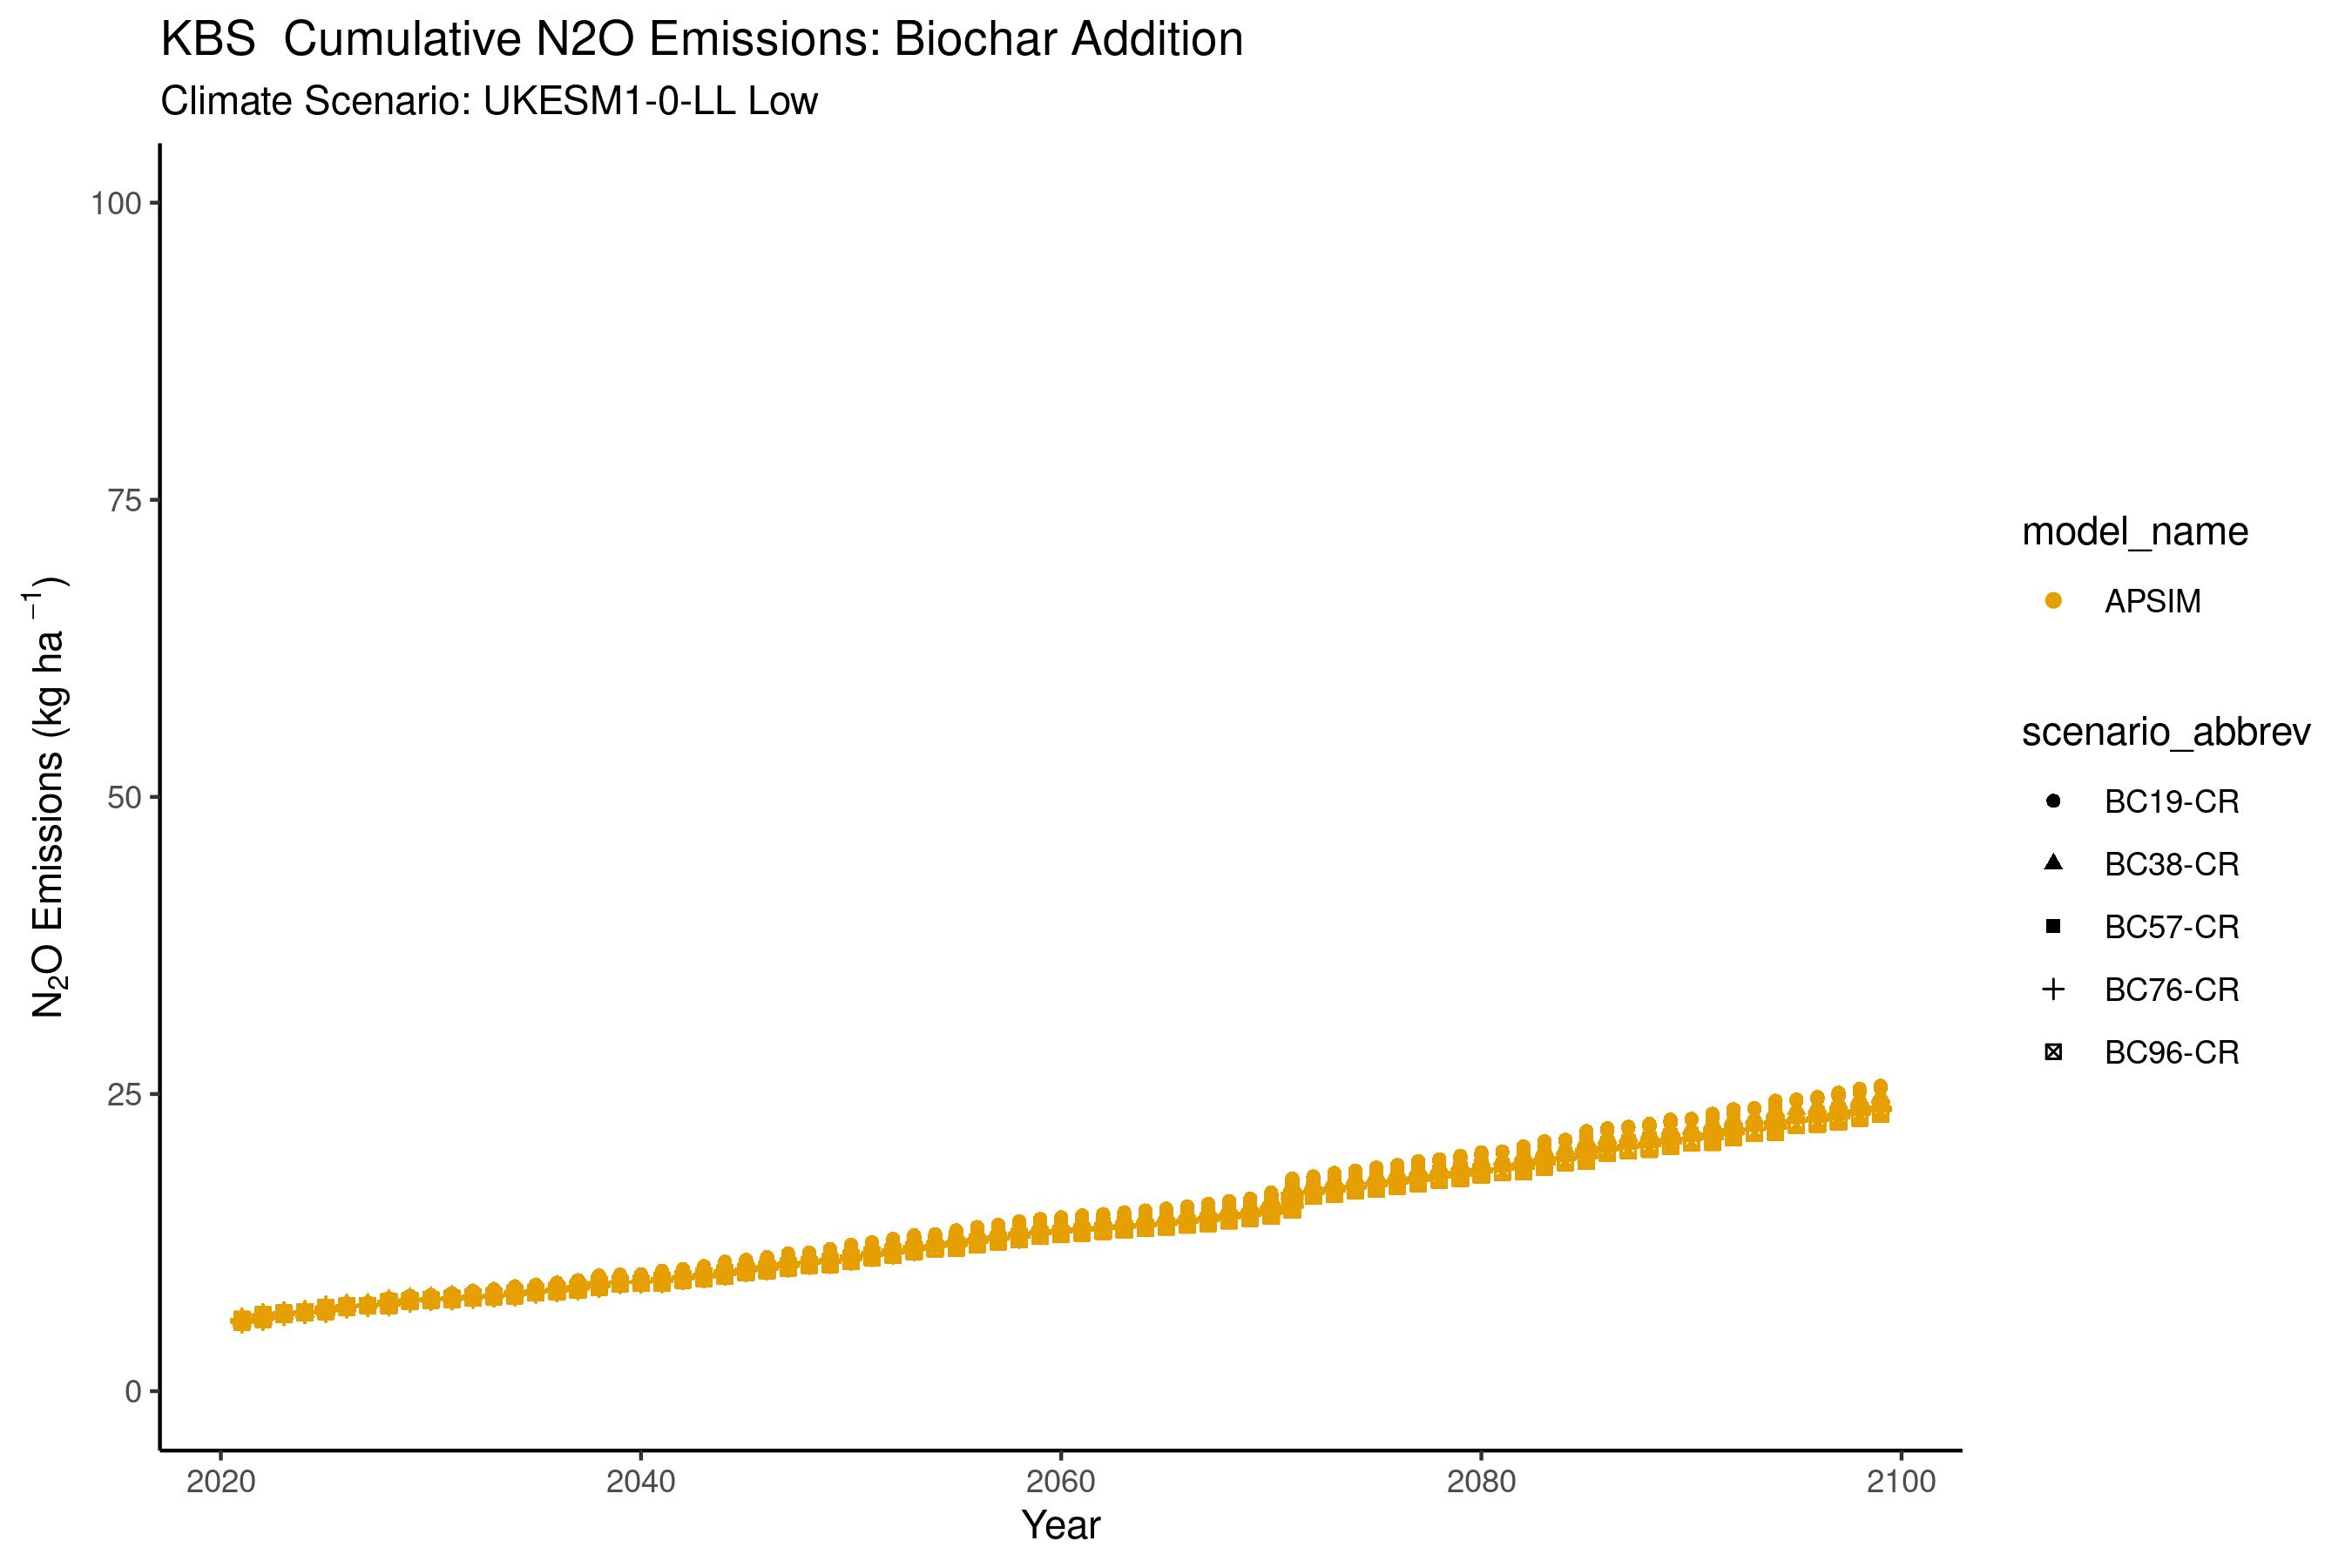 KBS  Cumulative N2O Emissions: Biochar Addition
Climate Scenario: UKESM1-0-LL Low
N₂O Emissions (kg ha ⁻¹)
100
75
50
25
0
2020
2040
2060
2080
2100
Year
model_name
APSIM
scenario_abbrev
BC19-CR
BC38-CR
BC57-CR
BC76-CR
BC96-CR